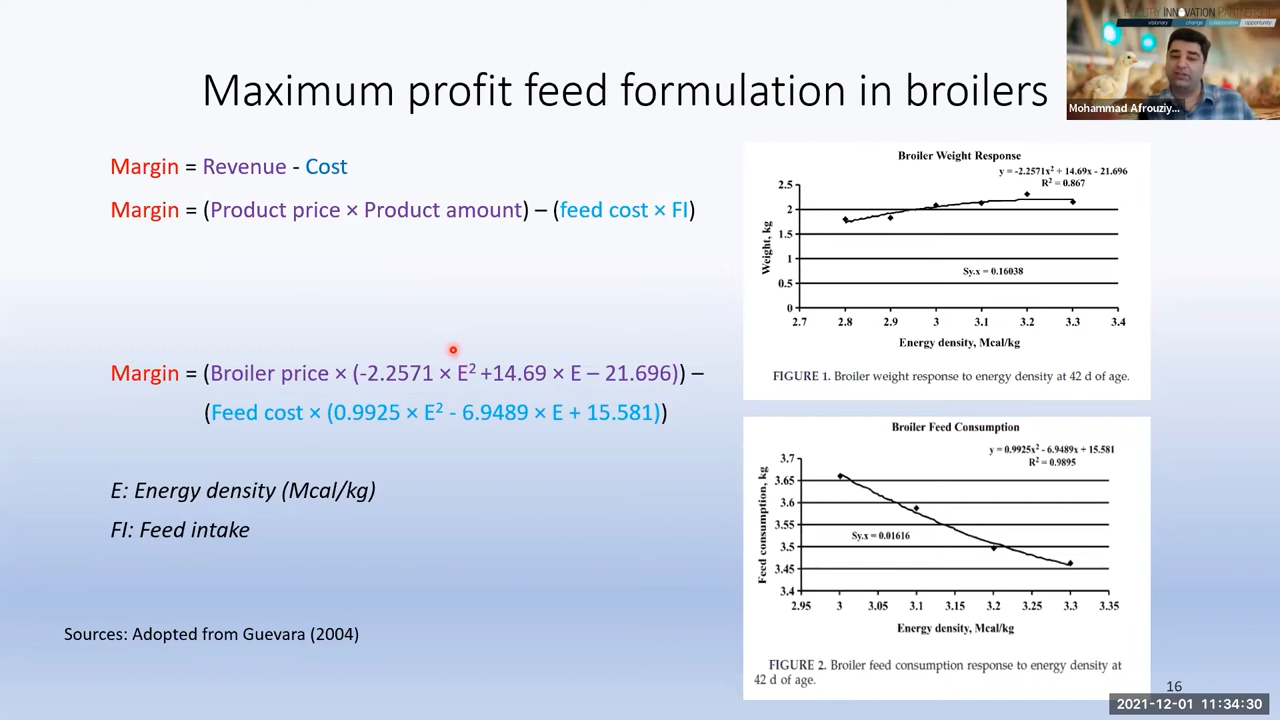 POULTRY INNOVATION PARTNERSHIP
visionary change collaboration opportunity
Mohammad Afrouziy...
Maximum profit feed formulation in broilers
Margin = Revenue - Cost
Margin = (Product price × Product amount) – (feed cost × FI)
Margin = (Broiler price × (-2.2571 × E² +14.69 × E – 21.696)) –
(Feed cost × (0.9925 × E² - 6.9489 × E + 15.581))
E: Energy density (Mcal/kg)
FI: Feed intake
Sources: Adopted from Guevara (2004)
Broiler Weight Response
y = -2.2571x² + 14.69x - 21.696
R² = 0.867
2.5
2
1.5
1
0.5
0
Weight, kg
Sy.x = 0.16038
2.7 2.8 2.9 3 3.1 3.2 3.3 3.4
Energy density, Mcal/kg
FIGURE 1. Broiler weight response to energy density at 42 d of age.
Broiler Feed Consumption
y = 0.9925x² - 6.9489x + 15.581
R² = 0.9895
3.7
3.65
3.6
3.55
3.5
3.45
3.4
Feed consumption, kg
Sy.x = 0.01616
2.95 3 3.05 3.1 3.15 3.2 3.25 3.3 3.35
Energy density, Mcal/kg
FIGURE 2. Broiler feed consumption response to energy density at
42 d of age.
16
2021-12-01 11:34:30